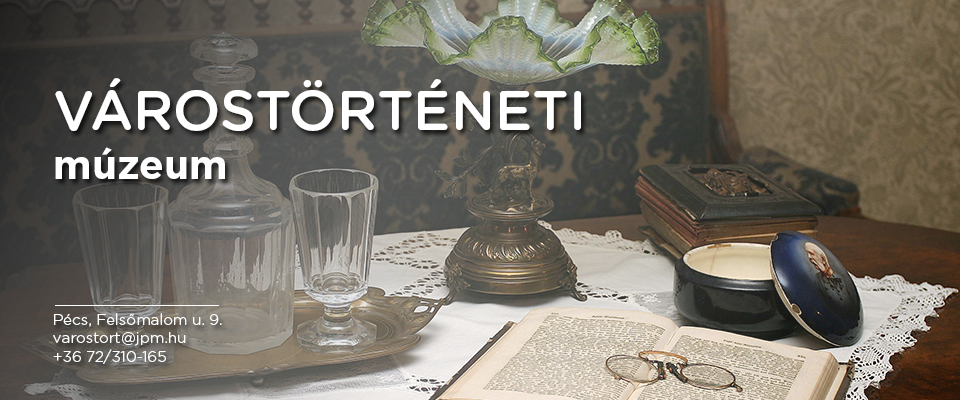 VÁROSTÖRTÉNETI
múzeum
Pécs, Felsőmalom u. 9.
varostort@jpm.hu
+36 72/310-165